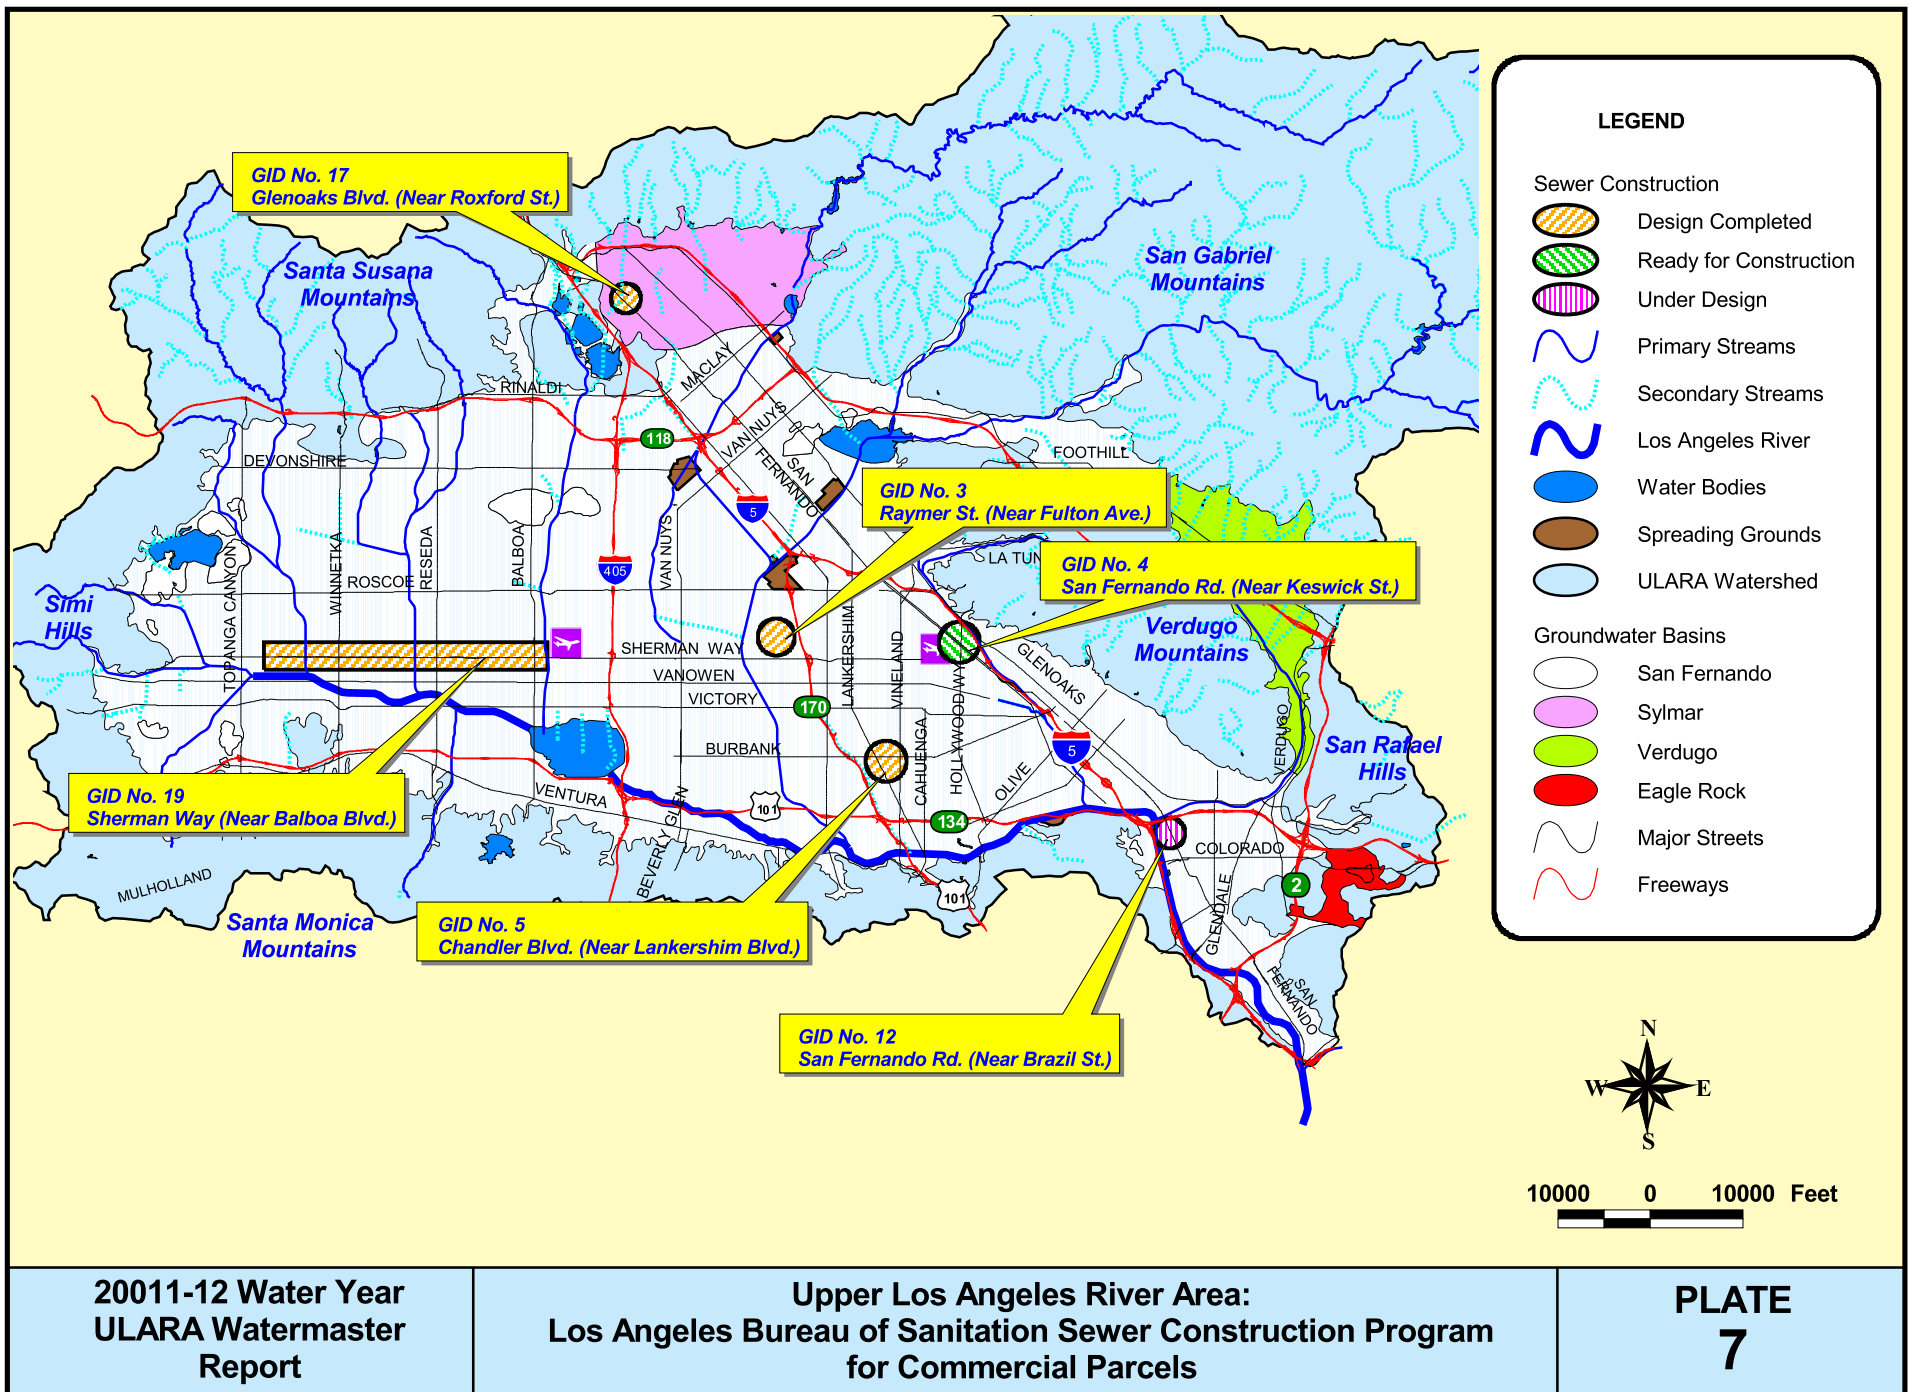 GID No. 17
Glenoaks Blvd. (Near Roxford St.)
Santa Susana
Mountains
San Gabriel
Mountains
MACLAY
RINALDI
118
VAN NUYS
SAN
FERNANDO
DEVONSHIRE
FOOTHILL
GID No. 3
Raymer St. (Near Fulton Ave.)
5
GID No. 4
San Fernando Rd. (Near Keswick St.)
LA TUN
405
VAN NUYS
BALBOA
RESEDA
WINNETKA
ROSCOE
TOPANGA CANYON
Simi
Hills
SHERMAN WAY
VANOWEN
VICTORY
LANKERSHIM
VINELAND
HOLLYWOOD WY
CAHUENGA
GLENOAKS
Verdugo
Mountains
170
BURBANK
5
OLIVE
VERDUGO
San Rafael
Hills
GID No. 19
Sherman Way (Near Balboa Blvd.)
VENTURA
101
134
BEVERLY GLEN
COLORADO
MULHOLLAND
101
2
GLENDALE
Santa Monica
Mountains
GID No. 5
Chandler Blvd. (Near Lankershim Blvd.)
SAN
FERNANDO
GID No. 12
San Fernando Rd. (Near Brazil St.)
LEGEND
Sewer Construction
Design Completed
Ready for Construction
Under Design
Primary Streams
Secondary Streams
Los Angeles River
Water Bodies
Spreading Grounds
ULARA Watershed
Groundwater Basins
San Fernando
Sylmar
Verdugo
Eagle Rock
Major Streets
Freeways
N
W E
S
10000 0 10000 Feet
20011-12 Water Year
ULARA Watermaster
Report
Upper Los Angeles River Area:
Los Angeles Bureau of Sanitation Sewer Construction Program
for Commercial Parcels
PLATE
7